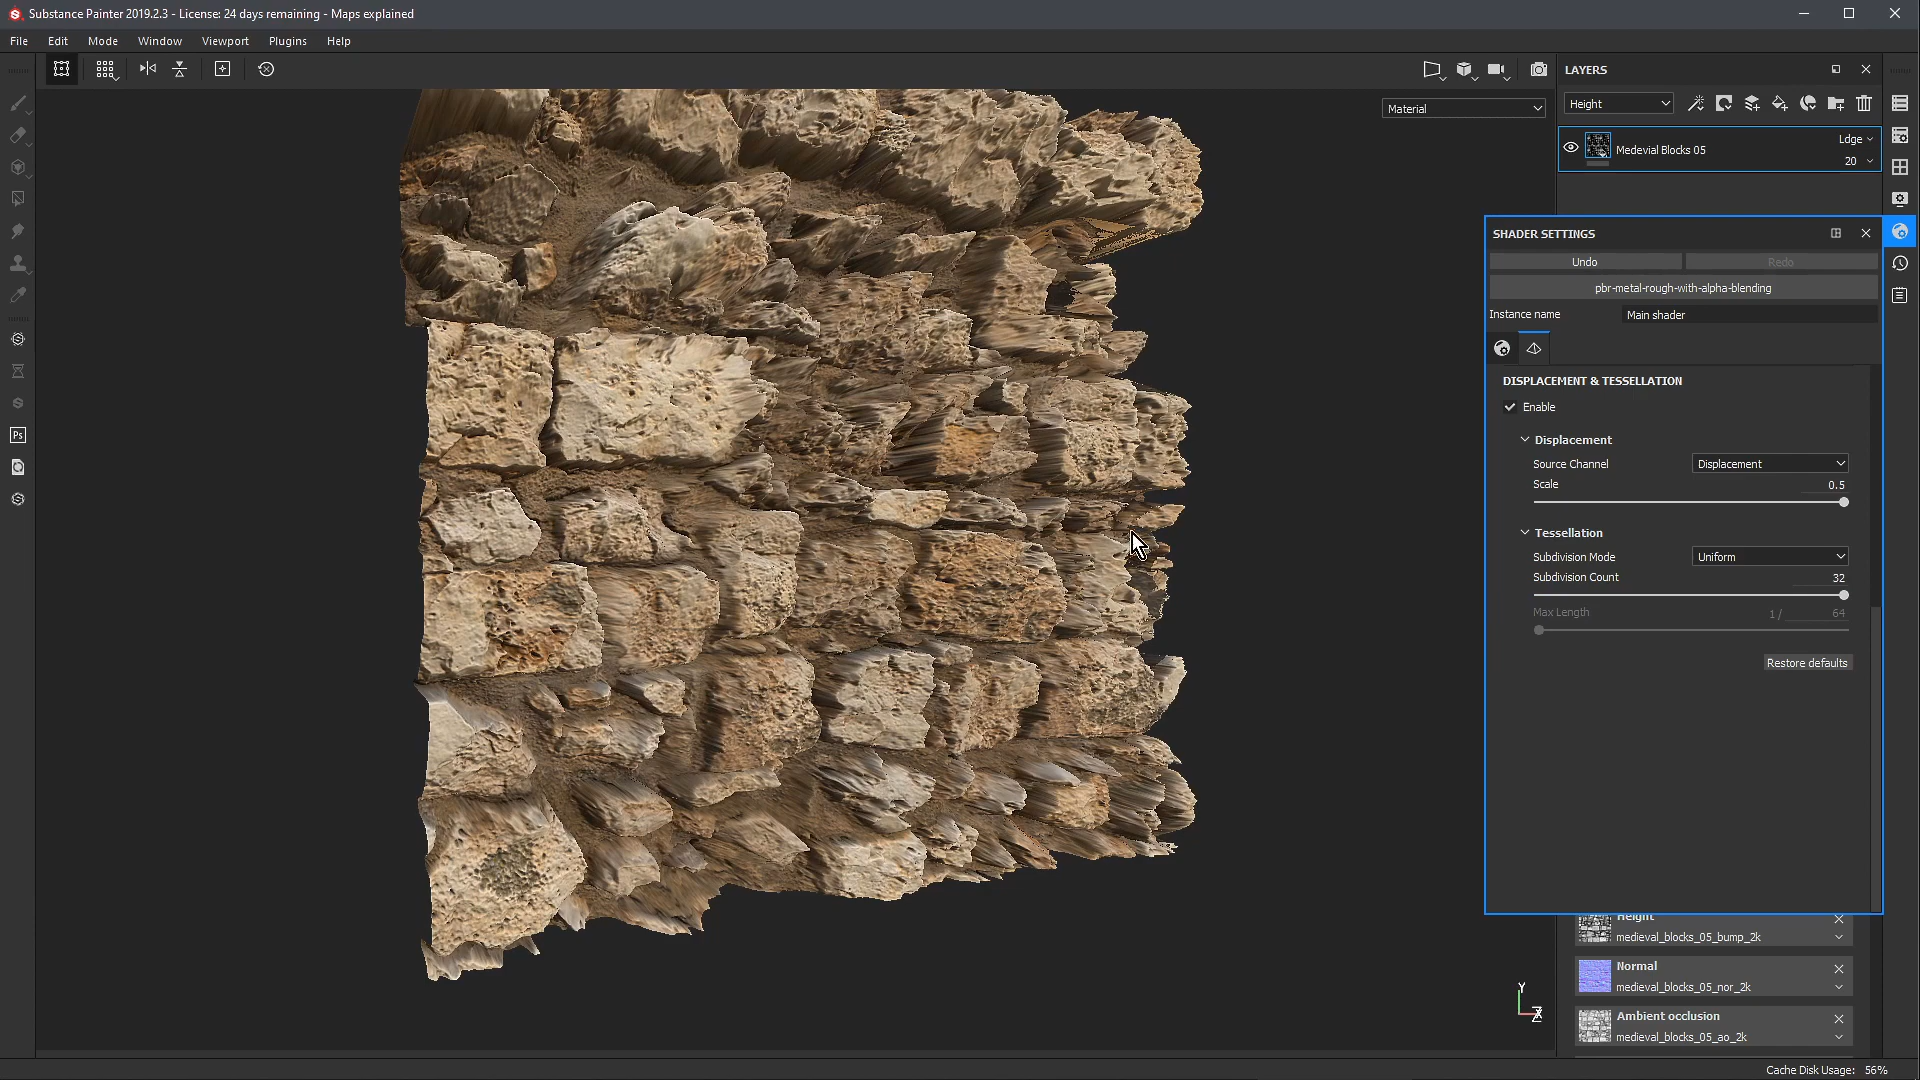 Substance Painter 2019.2.3 - License: 24 days remaining - Maps explained
File Edit Mode Window Viewport Plugins Help
Material
LAYERS
Height
Medevial Blocks 05
Ldge
20
SHADER SETTINGS
Undo Redo
pbr-metal-rough-with-alpha-blending
Instance name Main shader
DISPLACEMENT & TESSELLATION
Enable
Displacement
Source Channel Displacement
Scale 0.5
Tessellation
Subdivision Mode Uniform
Subdivision Count 32
Max Length 1 / 64
Restore defaults
Ps
Height
medieval_blocks_05_bump_2k
Normal
medieval_blocks_05_nor_2k
Ambient occlusion
medieval_blocks_05_ao_2k
Y
Z
Cache Disk Usage: 56%